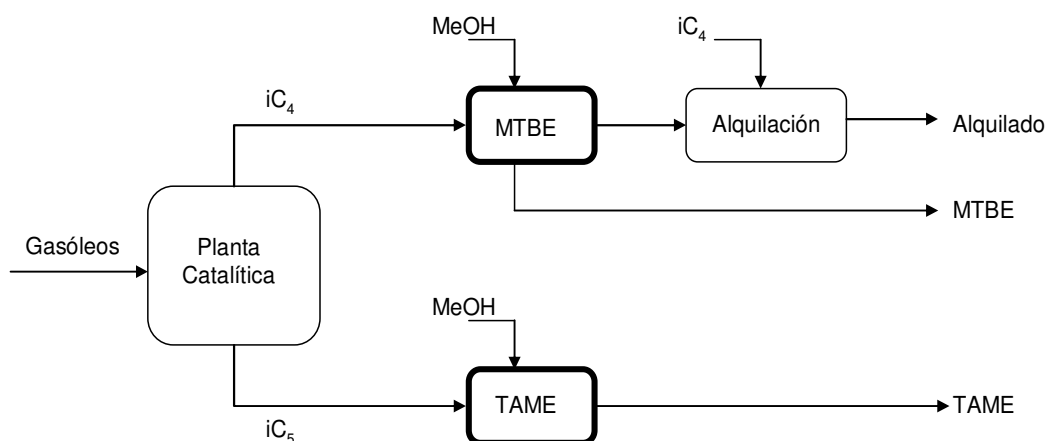 MeOH
iC₄
iC₄
MTBE
Alquilación
Alquilado
MTBE
Gasóleos
Planta
Catalítica
MeOH
TAME
TAME
iC₅